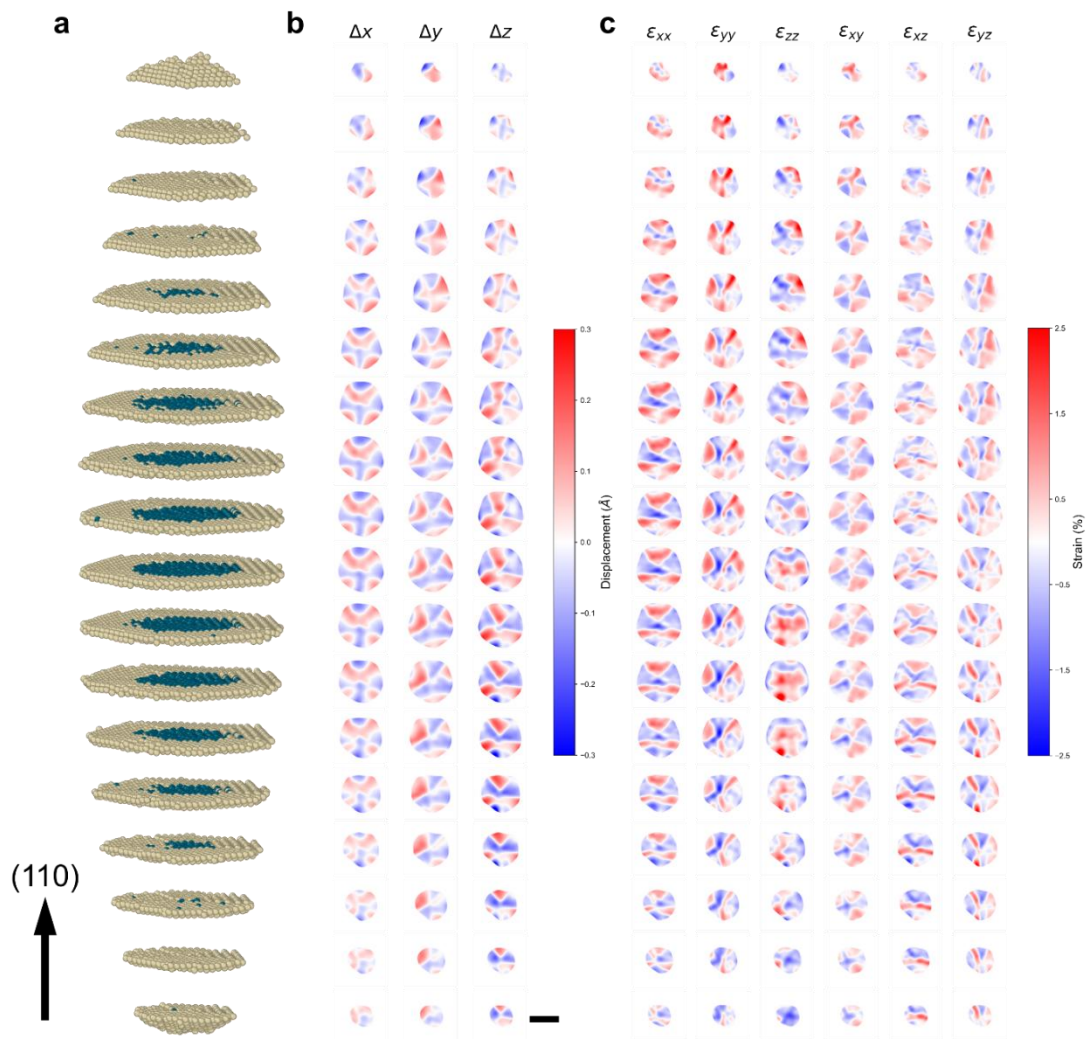 a
b
Δx
Δy
Δz
c
εxx
εyy
εzz
εxy
εxz
εyz
0.3
0.2
0.1
0.0
−0.1
−0.2
−0.3
Displacement (Å)
2.5
1.5
0.5
−0.5
−1.5
−2.5
Strain (%)
(110)